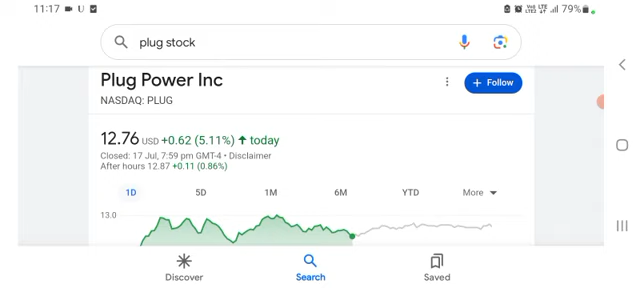 11:17 79%
plug stock
Plug Power Inc
NASDAQ: PLUG
+ Follow
12.76 USD +0.62 (5.11%) ↑ today
Closed: 17 Jul, 7:59 pm GMT-4 • Disclaimer
After hours 12.87 +0.11 (0.86%)
1D 5D 1M 6M YTD More
13.0
Discover Search Saved